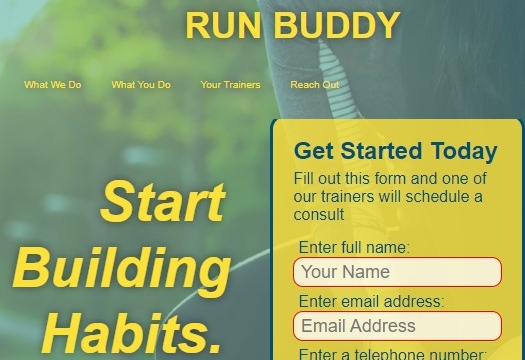 RUN BUDDY
What We Do What You Do Your Trainers Reach Out
Start
Building
Habits.
Get Started Today
Fill out this form and one of
our trainers will schedule a
consult
Enter full name:
Your Name
Enter email address:
Email Address
Enter a telephone number: